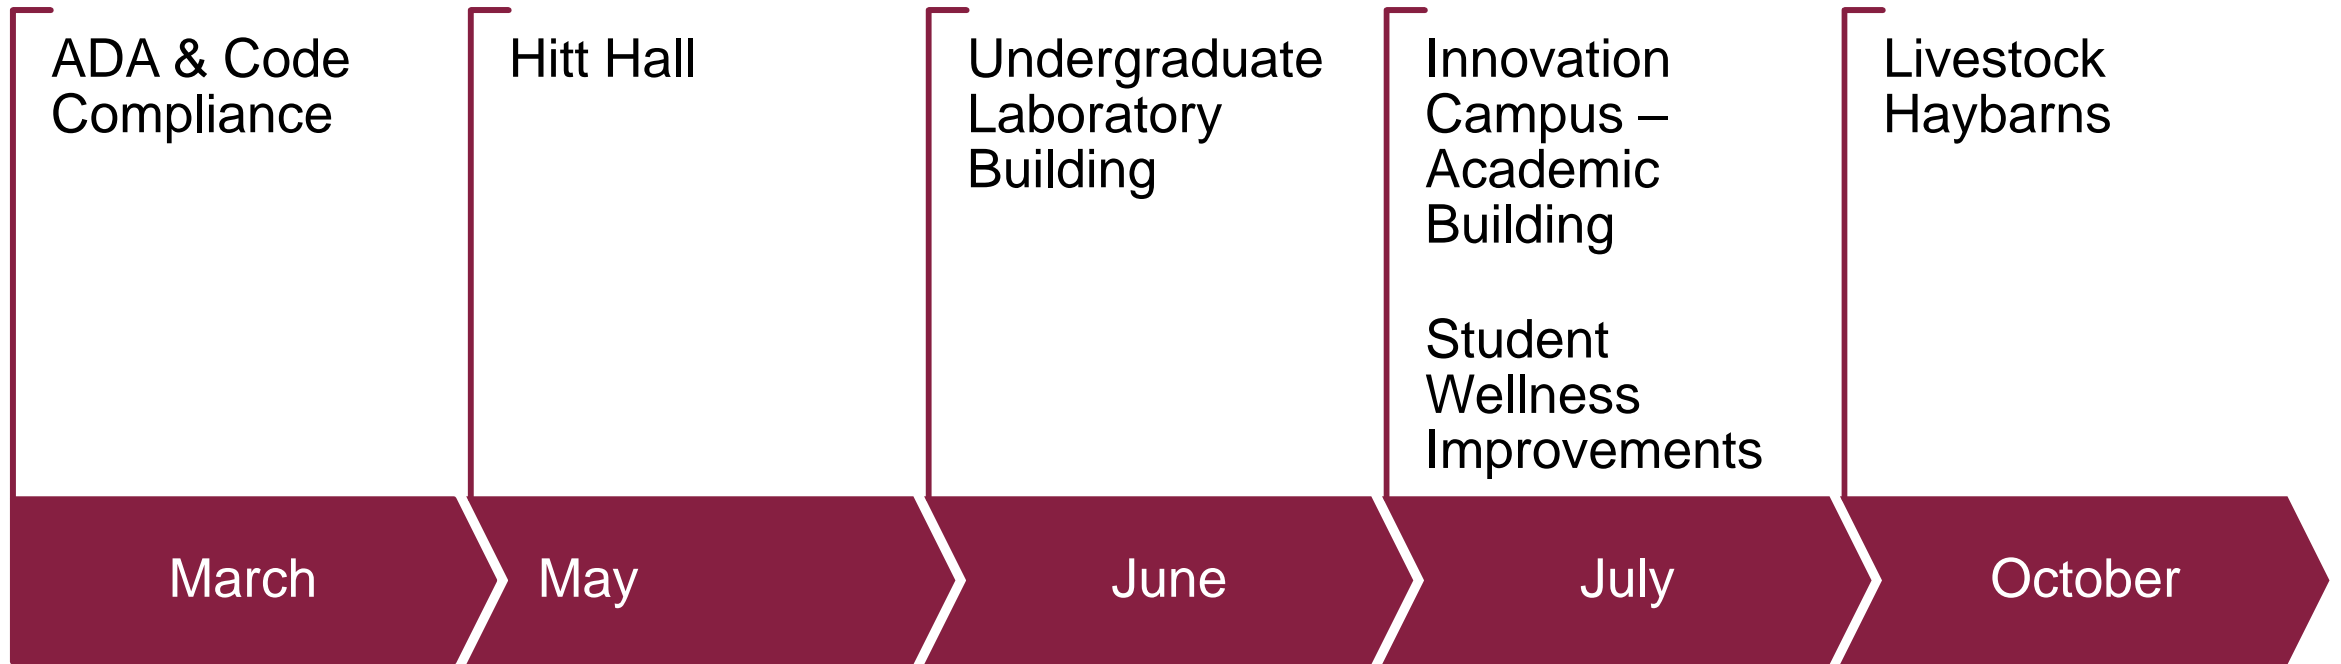 ADA & Code
Compliance
Hitt Hall
Undergraduate
Laboratory
Building
Innovation
Campus –
Academic
Building
Student
Wellness
Improvements
Livestock
Haybarns
March
May
June
July
October